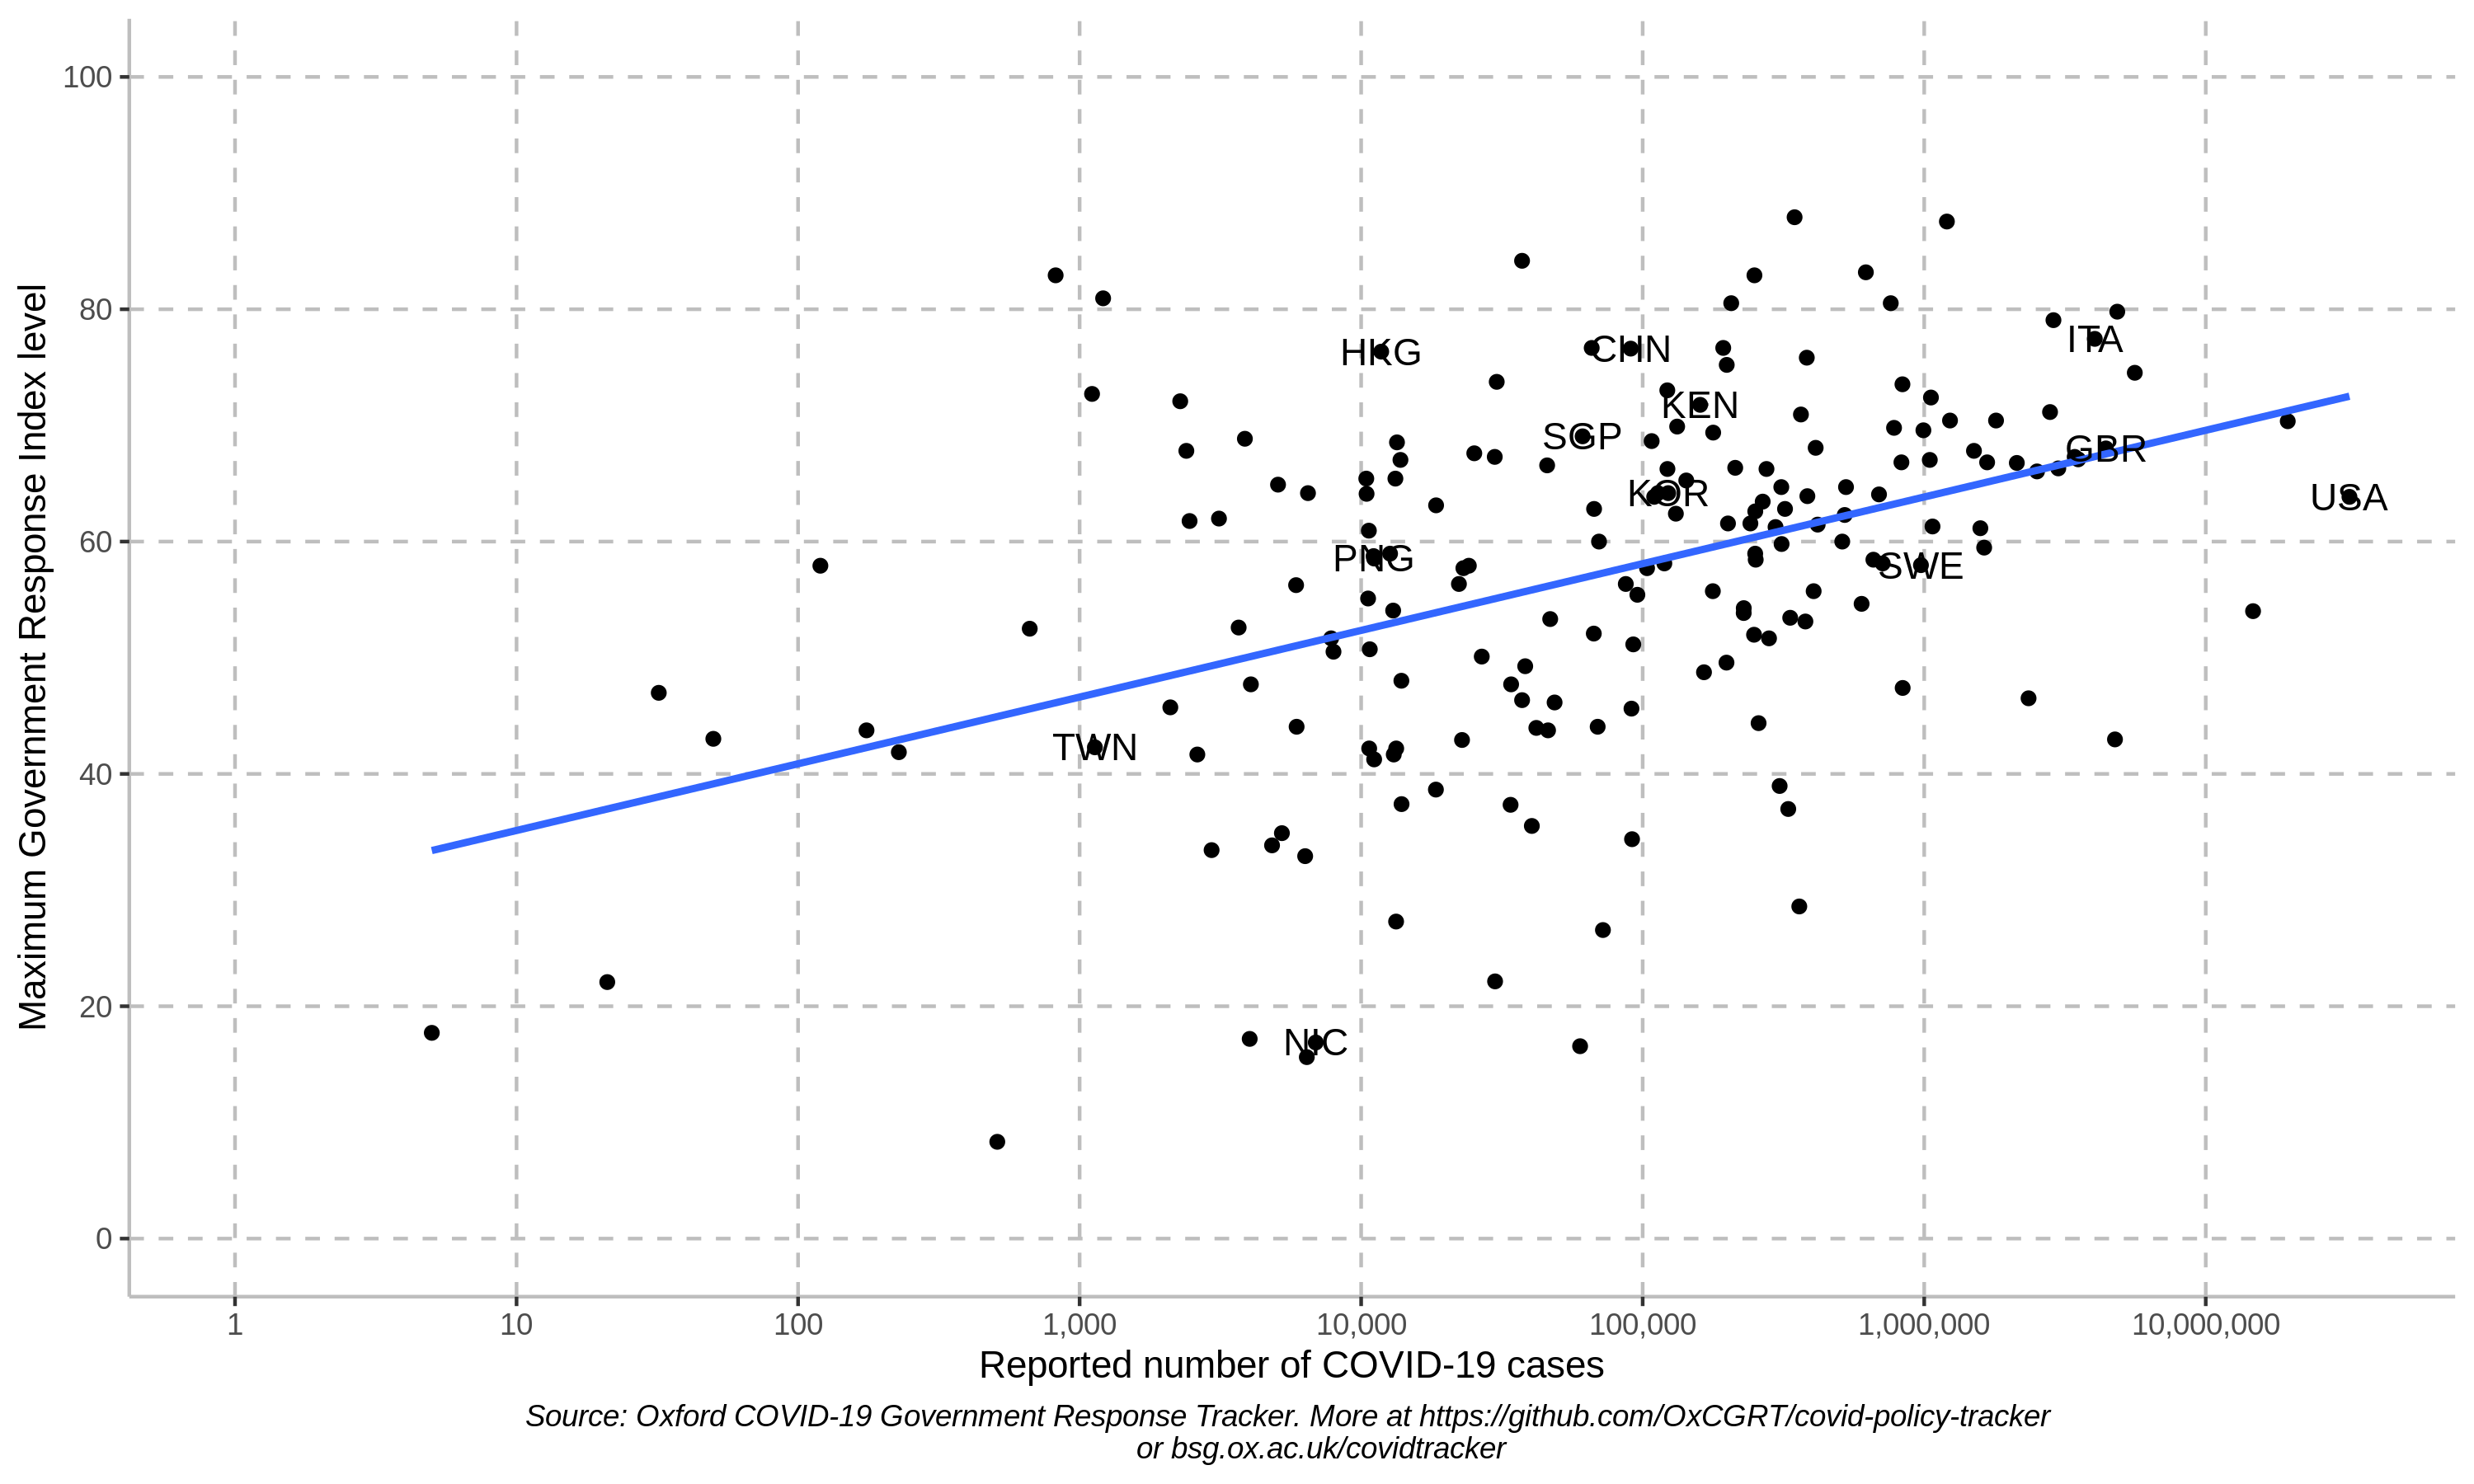 Maximum Government Response Index level
100
80
60
40
20
0
HKG
CHN
ITA
KEN
SGP
GBR
KOR
USA
PNG
SWE
TWN
NIC
1
10
100
1,000
10,000
100,000
1,000,000
10,000,000
Reported number of COVID-19 cases
Source: Oxford COVID-19 Government Response Tracker. More at https://github.com/OxCGRT/covid-policy-tracker
or bsg.ox.ac.uk/covidtracker